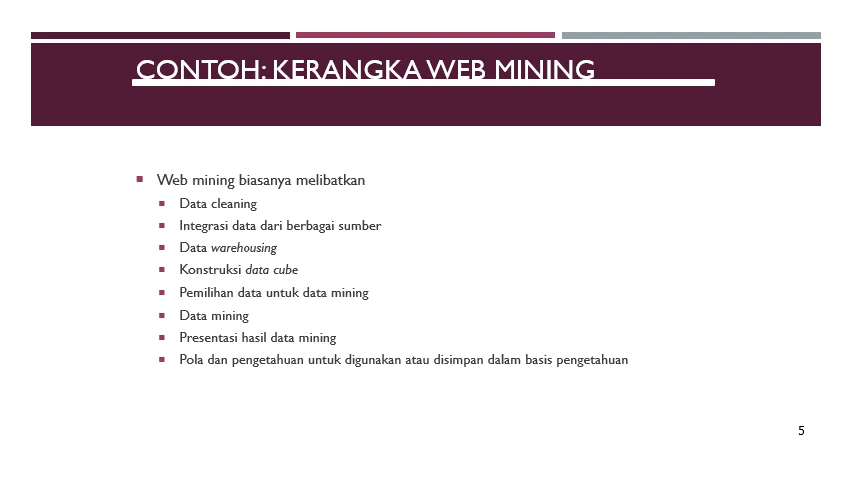 CONTOH: KERANGKA WEB MINING
Web mining biasanya melibatkan
Data cleaning
Integrasi data dari berbagai sumber
Data warehousing
Konstruksi data cube
Pemilihan data untuk data mining
Data mining
Presentasi hasil data mining
Pola dan pengetahuan untuk digunakan atau disimpan dalam basis pengetahuan
5